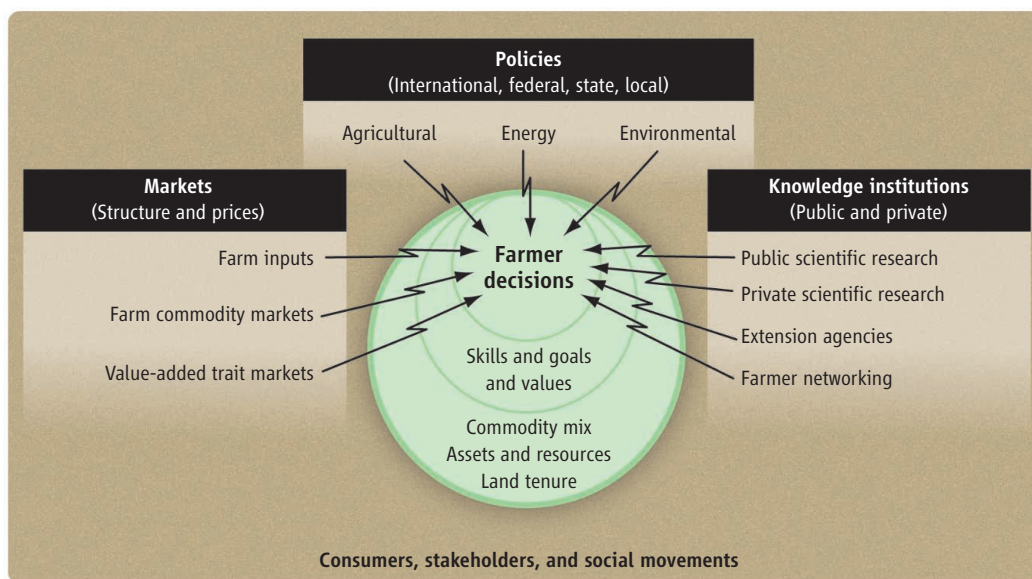 Policies
(International, federal, state, local)
Agricultural
Energy
Environmental
Markets
(Structure and prices)
Farm inputs
Farm commodity markets
Value-added trait markets
Knowledge institutions
(Public and private)
Public scientific research
Private scientific research
Extension agencies
Farmer networking
Farmer
decisions
Skills and goals
and values
Commodity mix
Assets and resources
Land tenure
Consumers, stakeholders, and social movements